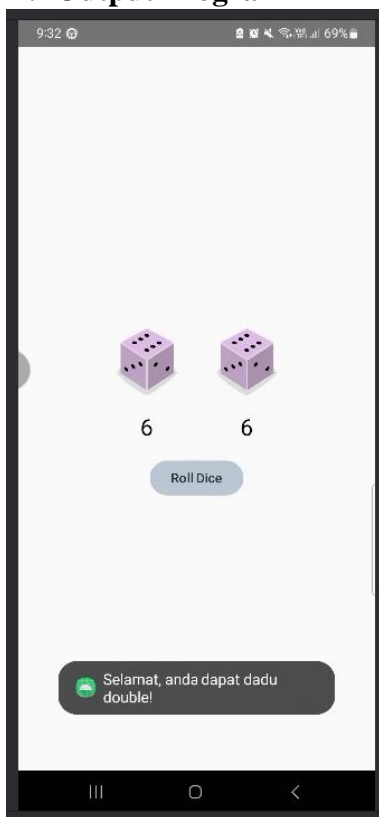 9:32
69%
6 6
Roll Dice
Selamat, anda dapat dadu
double!